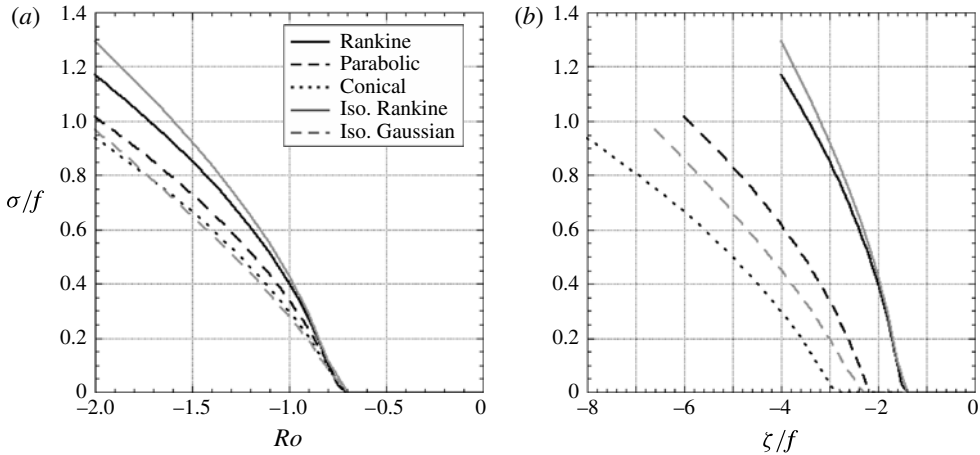 (a)
1.4
1.2
1.0
0.8
σ/f
0.6
0.4
0.2
0
−2.0 −1.5 −1.0 −0.5 0
Ro
Rankine
Parabolic
Conical
Iso. Rankine
Iso. Gaussian
(b)
1.4
1.2
1.0
0.8
0.6
0.4
0.2
0
−8 −6 −4 −2 0
ζ/f